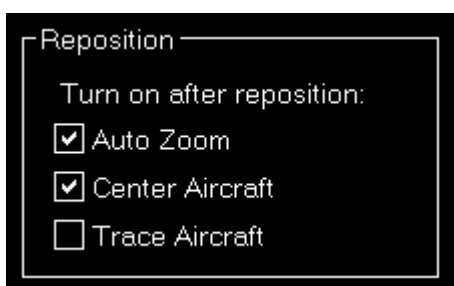 Reposition
Turn on after reposition:
Auto Zoom
Center Aircraft
Trace Aircraft